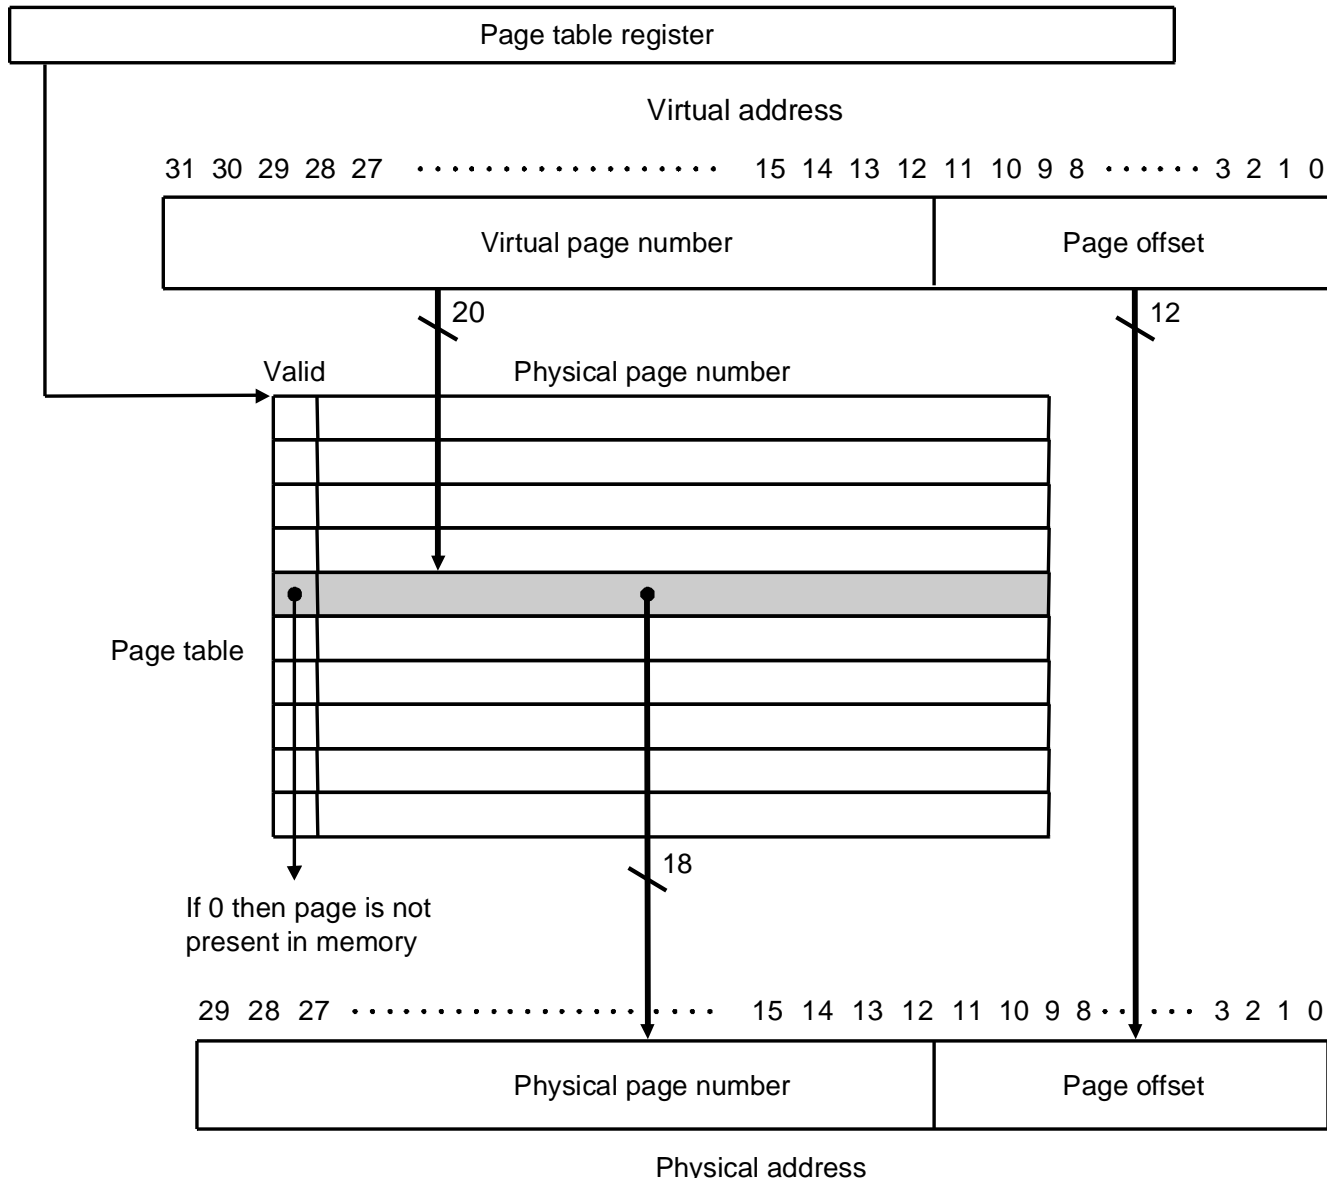 Page table register
Virtual address
31 30 29 28 27 .................. 15 14 13 12 11 10 9 8 ...... 3 2 1 0
Virtual page number Page offset
20 12
Valid Physical page number
Page table
18
If 0 then page is not
present in memory
29 28 27 ...................... 15 14 13 12 11 10 9 8 ...... 3 2 1 0
Physical page number Page offset
Physical address